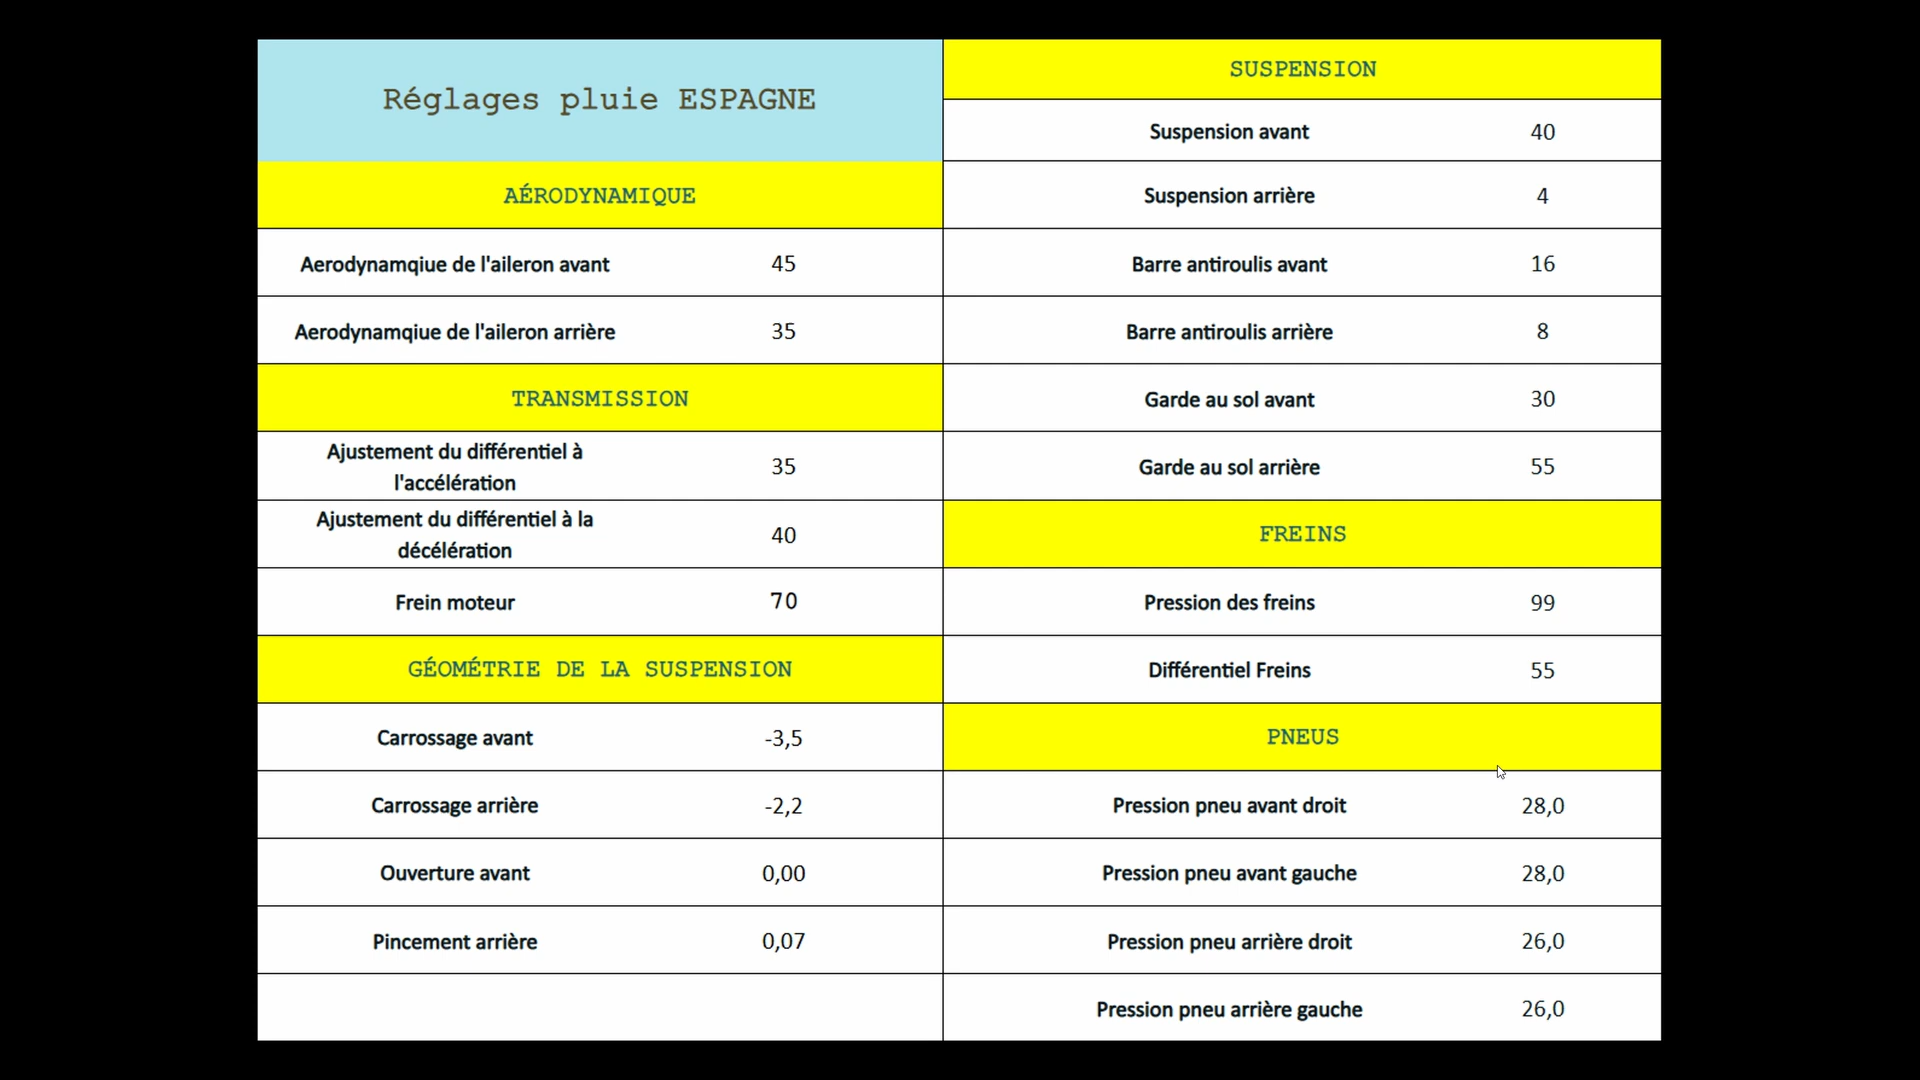 Réglages pluie ESPAGNE
AÉRODYNAMIQUE
Aerodynamqiue de l'aileron avant 45
Aerodynamqiue de l'aileron arrière 35
TRANSMISSION
Ajustement du différentiel à
l'accélération 35
Ajustement du différentiel à la
décélération 40
Frein moteur 70
GÉOMÉTRIE DE LA SUSPENSION
Carrossage avant -3,5
Carrossage arrière -2,2
Ouverture avant 0,00
Pincement arrière 0,07
SUSPENSION
Suspension avant 40
Suspension arrière 4
Barre antiroulis avant 16
Barre antiroulis arrière 8
Garde au sol avant 30
Garde au sol arrière 55
FREINS
Pression des freins 99
Différentiel Freins 55
PNEUS
Pression pneu avant droit 28,0
Pression pneu avant gauche 28,0
Pression pneu arrière droit 26,0
Pression pneu arrière gauche 26,0